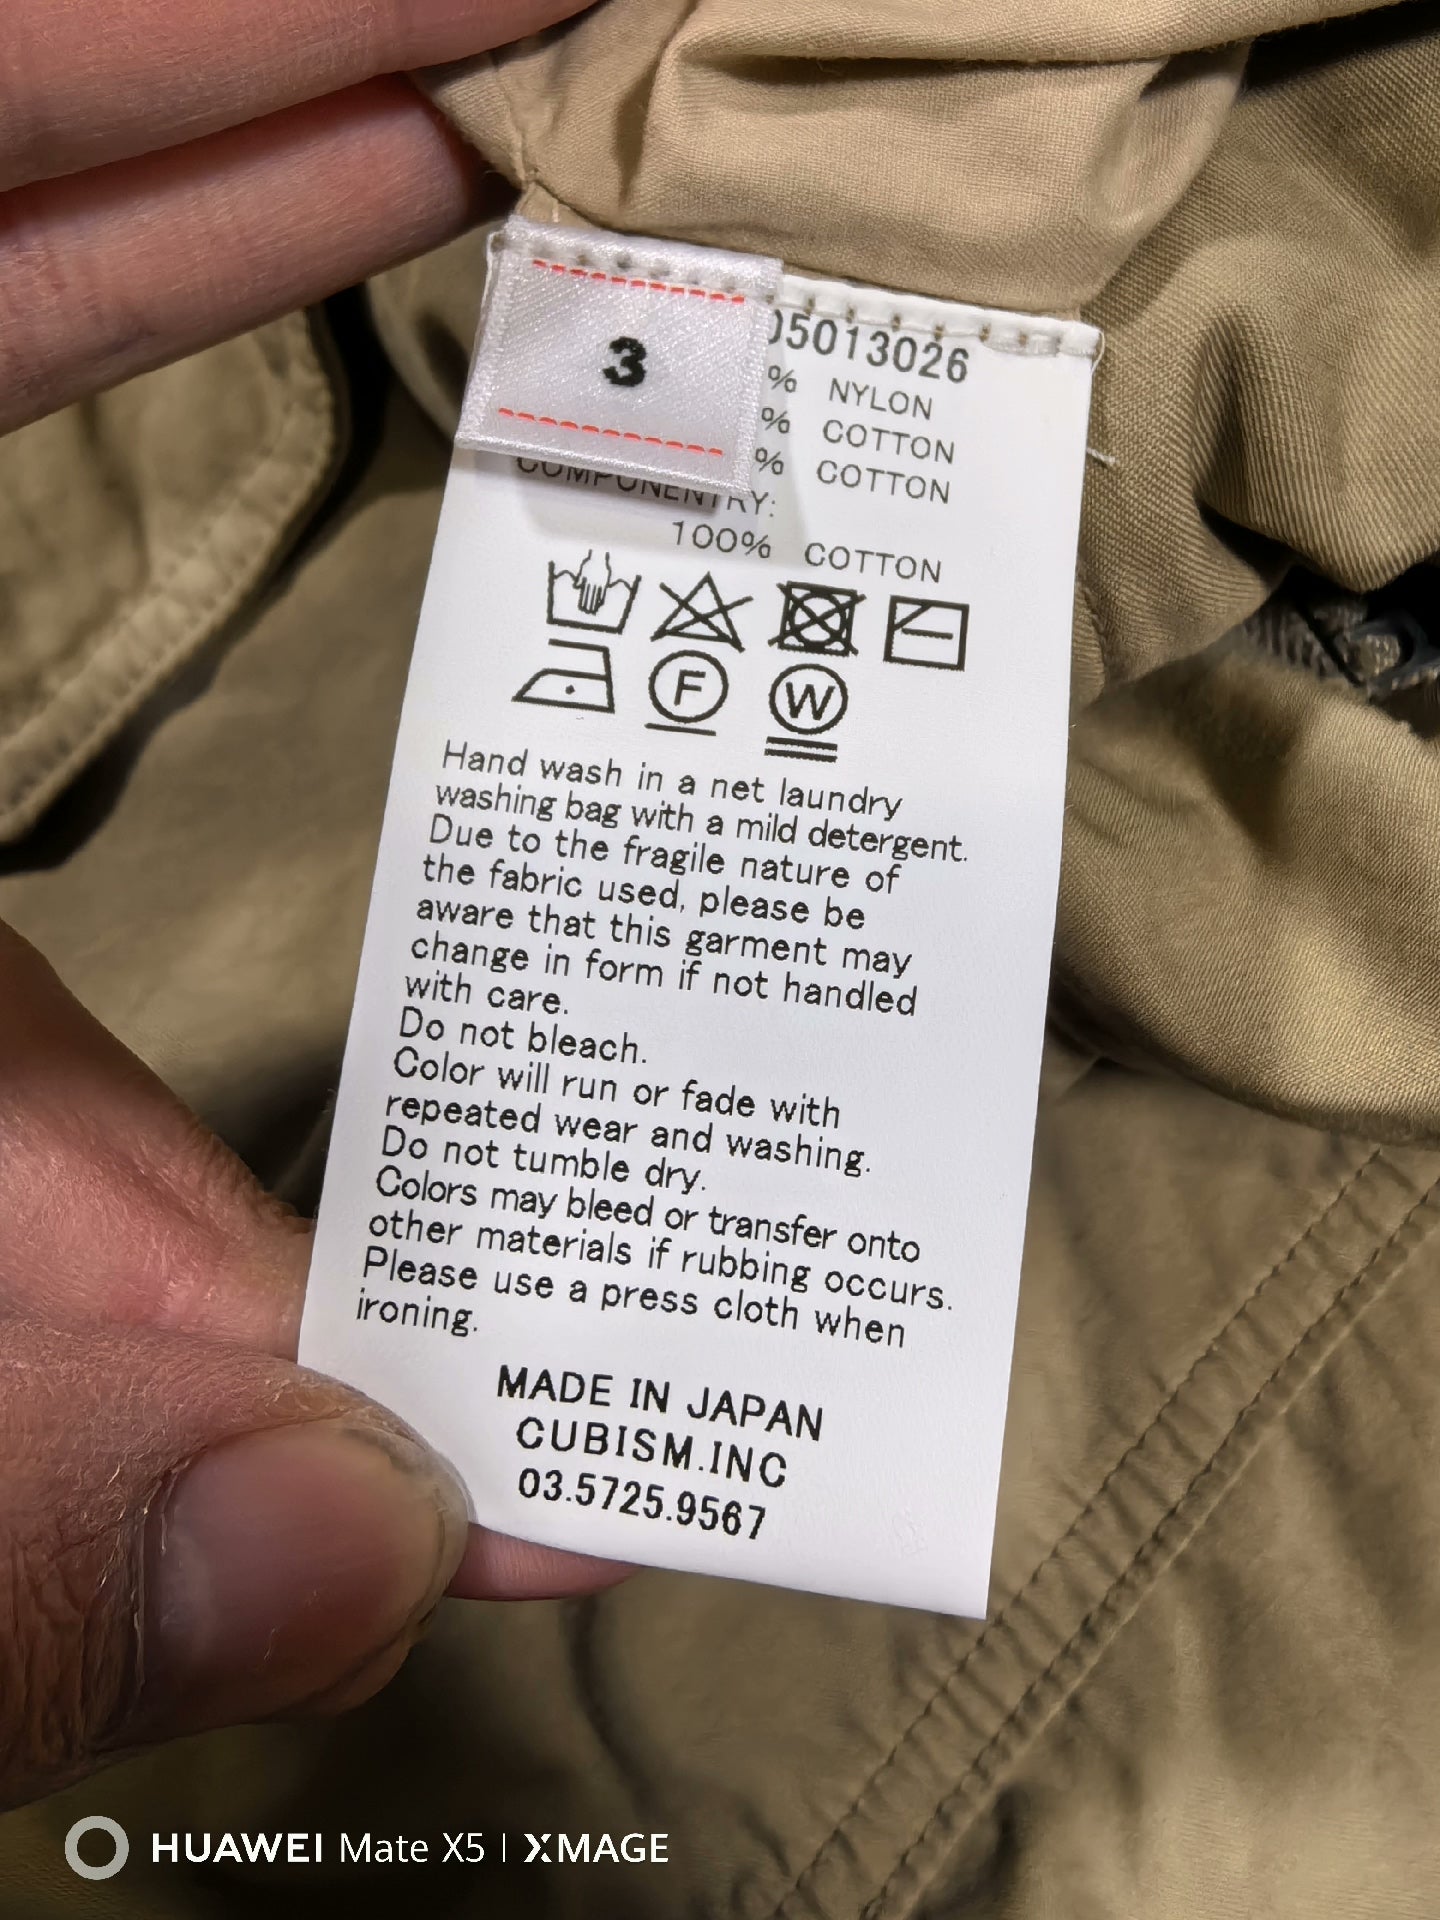 3
05013026
% NYLON
% COTTON
% COTTON
COMPONENTRY:
100% COTTON
F
W
Hand wash in a net laundry
washing bag with a mild detergent.
Due to the fragile nature of
the fabric used, please be
aware that this garment may
change in form if not handled
with care.
Do not bleach.
Color will run or fade with
repeated wear and washing.
Do not tumble dry.
Colors may bleed or transfer onto
other materials if rubbing occurs.
Please use a press cloth when
ironing.
MADE IN JAPAN
CUBISM.INC
03.5725.9567
HUAWEI Mate X5 | XMAGE